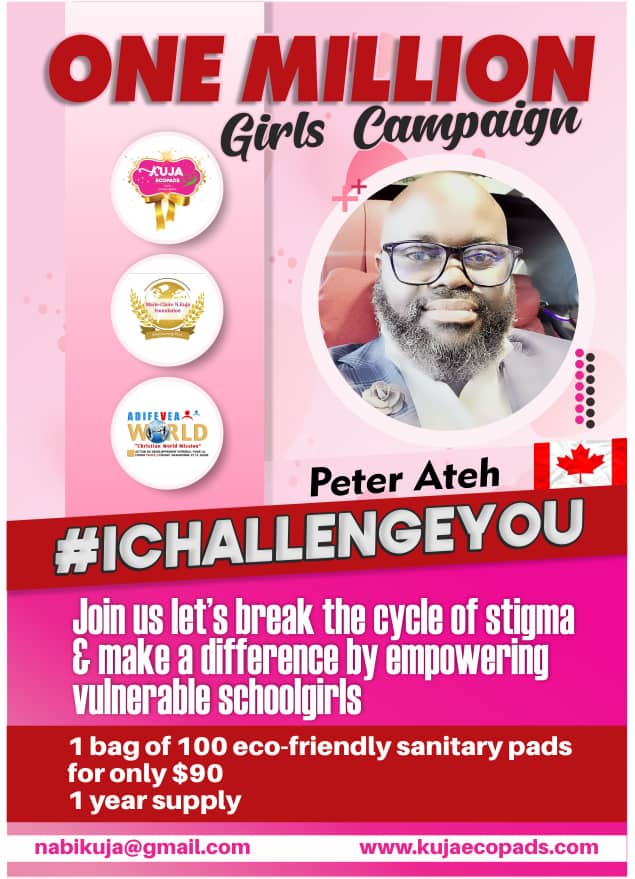 ONE MILLION
Girls Campaign
KUJA
ECOPADS
Marie-Claire N.Kuja
Foundation
ADIFEVEA
WORLD
"Christian World Mission"
Peter Ateh
#ICHALLENGEYOU
Join us let's break the cycle of stigma
& make a difference by empowering
vulnerable schoolgirls
1 bag of 100 eco-friendly sanitary pads
for only $90
1 year supply
nabikuja@gmail.com www.kujaecopads.com